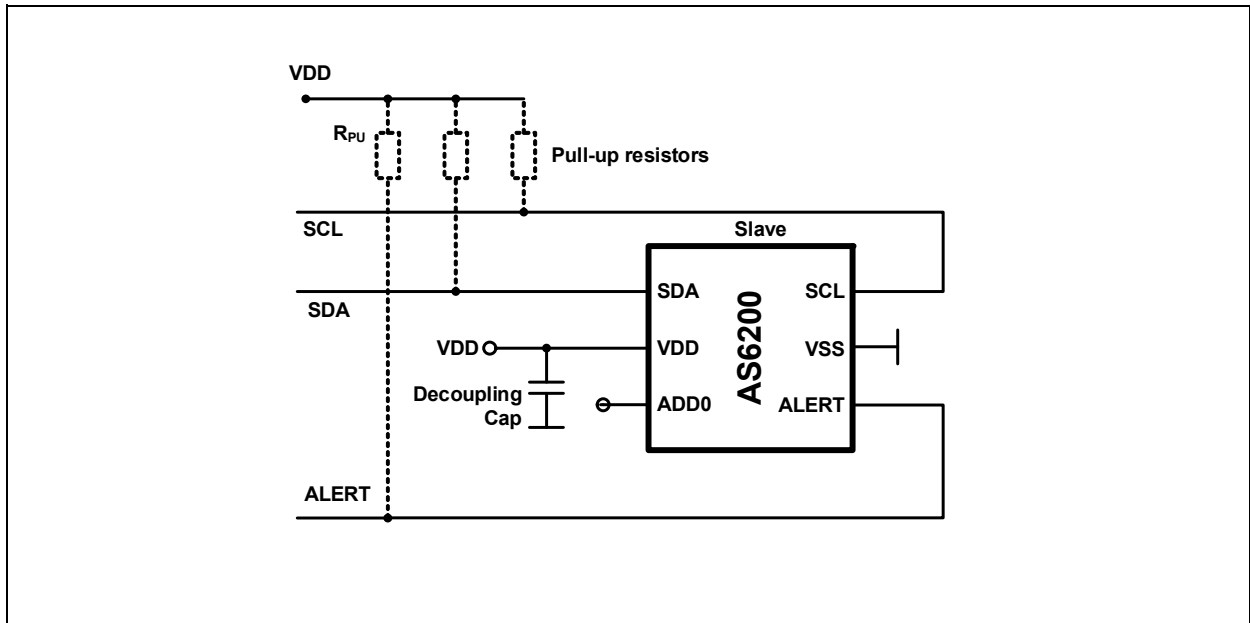 VDD
RPU
Pull-up resistors
SCL
Slave
SDA
SDA
SCL
VDD
VDD
VSS
AS6200
Decoupling
Cap
ADD0
ALERT
ALERT